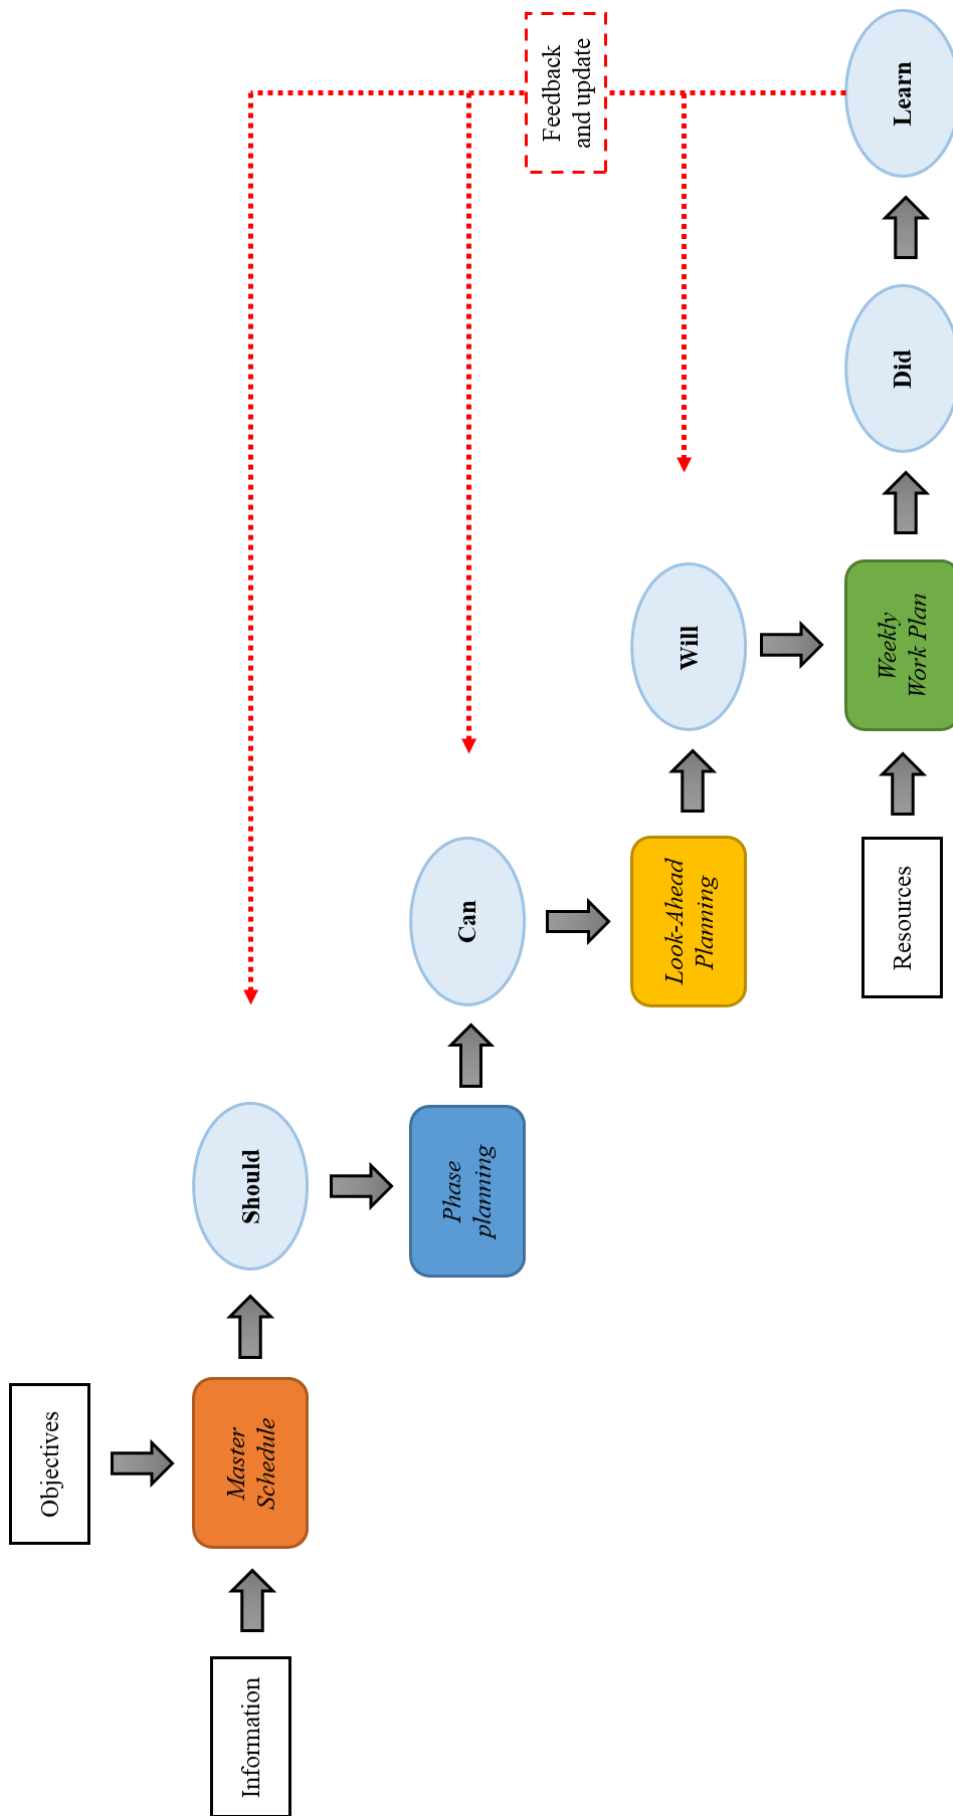 Objectives
Information
Master
Schedule
Should
Phase
planning
Can
Look-Ahead
Planning
Will
Resources
Weekly
Work Plan
Did
Learn
Feedback
and update